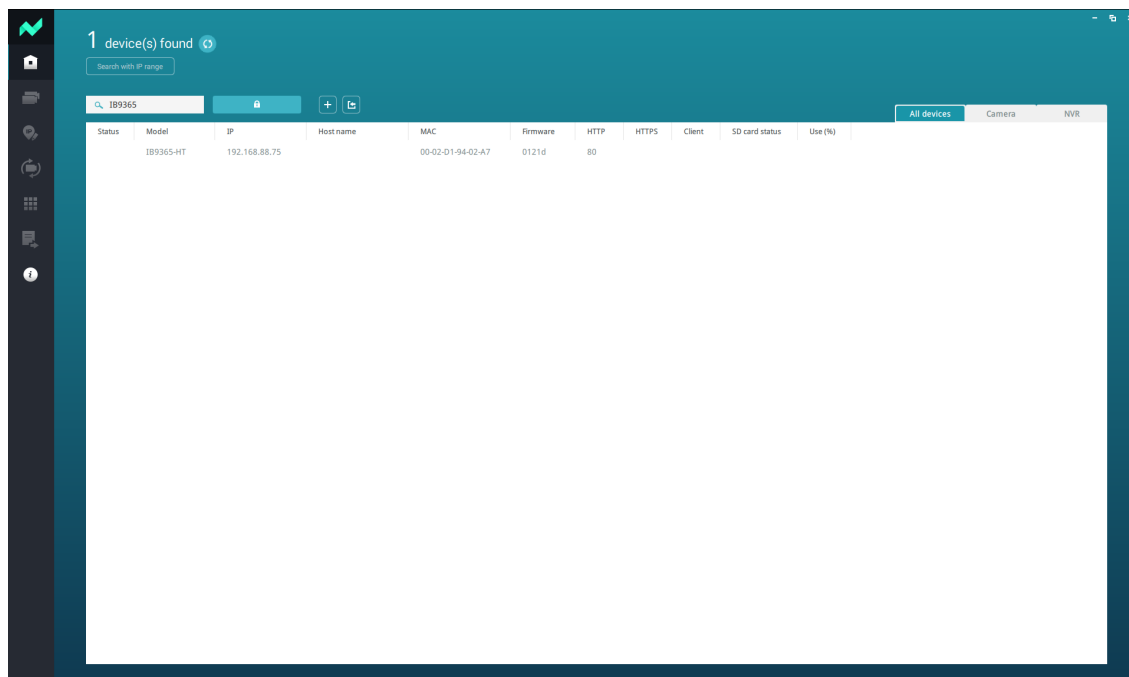 1 device(s) found
Search with IP range
IB9365
All devices Camera NVR
Status Model IP Host name MAC Firmware HTTP HTTPS Client SD card status Use (%)
IB9365-HT 192.168.88.75 00-02-D1-94-02-A7 0121d 80